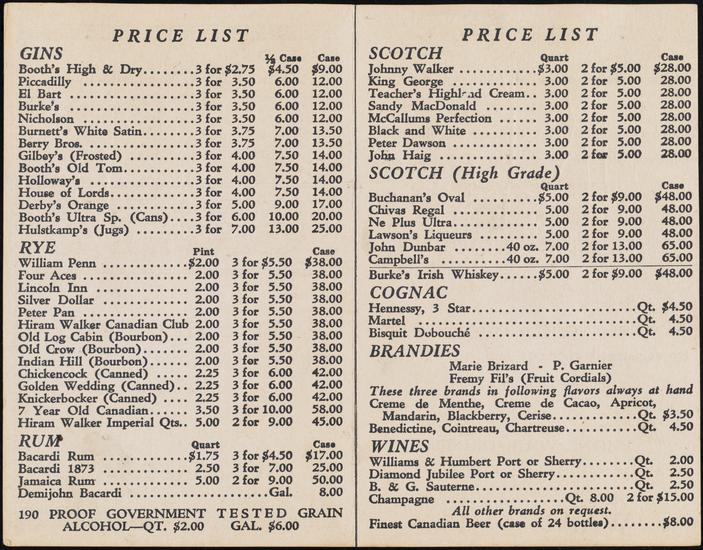 PRICE LIST
GINS ½ Case Case
Booth's High & Dry........3 for $2.75 $4.50 $9.00
Piccadilly ................3 for 3.50 6.00 12.00
El Bart ..................3 for 3.50 6.00 12.00
Burke's ..................3 for 3.50 6.00 12.00
Nicholson ................3 for 3.50 6.00 12.00
Burnett's White Satin.......3 for 3.75 7.00 13.50
Berry Bros. ...............3 for 3.75 7.00 13.50
Gilbey's (Frosted) .........3 for 4.00 7.50 14.00
Booth's Old Tom..........3 for 4.00 7.50 14.00
Holloway's ...............3 for 4.00 7.50 14.00
House of Lords............3 for 4.00 7.50 14.00
Derby's Orange ...........3 for 5.00 9.00 17.00
Booth's Ultra Sp. (Cans)....3 for 6.00 10.00 20.00
Hulstkamp's (Jugs) ........3 for 7.00 13.00 25.00
RYE Pint Case
William Penn ...........$2.00 3 for $5.50 $38.00
Four Aces .............. 2.00 3 for 5.50 38.00
Lincoln Inn ............ 2.00 3 for 5.50 38.00
Silver Dollar ........... 2.00 3 for 5.50 38.00
Peter Pan .............. 2.00 3 for 5.50 38.00
Hiram Walker Canadian Club 2.00 3 for 5.50 38.00
Old Log Cabin (Bourbon)... 2.00 3 for 5.50 38.00
Old Crow (Bourbon)....... 2.00 3 for 5.50 38.00
Indian Hill (Bourbon)...... 2.00 3 for 5.50 38.00
Chickencock (Canned) .... 2.25 3 for 6.00 42.00
Golden Wedding (Canned).. 2.25 3 for 6.00 42.00
Knickerbocker (Canned) .... 2.25 3 for 6.00 42.00
7 Year Old Canadian....... 3.50 3 for 10.00 58.00
Hiram Walker Imperial Qts.. 5.00 2 for 9.00 45.00
RUM Quart Case
Bacardi Rum ............$1.75 3 for $4.50 $17.00
Bacardi 1873 ............ 2.50 3 for 7.00 25.00
Jamaica Rum ............ 5.00 2 for 9.00 50.00
Demijohn Bacardi ......................Gal. 8.00
190 PROOF GOVERNMENT TESTED GRAIN
ALCOHOL—QT. $2.00 GAL. $6.00
PRICE LIST
SCOTCH Quart Case
Johnny Walker ............$3.00 2 for $5.00 $28.00
King George .............. 3.00 2 for 5.00 28.00
Teacher's Highland Cream.. 3.00 2 for 5.00 28.00
Sandy MacDonald ......... 3.00 2 for 5.00 28.00
McCallums Perfection ...... 3.00 2 for 5.00 28.00
Black and White .......... 3.00 2 for 5.00 28.00
Peter Dawson ............. 3.00 2 for 5.00 28.00
John Haig ................ 3.00 2 for 5.00 28.00
SCOTCH (High Grade)
Quart Case
Buchanan's Oval ..........$5.00 2 for $9.00 $48.00
Chivas Regal ............. 5.00 2 for 9.00 48.00
Ne Plus Ultra............. 5.00 2 for 9.00 48.00
Lawson's Liqueurs ........ 5.00 2 for 9.00 48.00
John Dunbar .........40 oz. 7.00 2 for 13.00 65.00
Campbell's ...........40 oz. 7.00 2 for 13.00 65.00
Burke's Irish Whiskey......$5.00 2 for $9.00 $48.00
COGNAC
Hennessy, 3 Star...........................Qt. $4.50
Martel ....................................Qt. 4.50
Bisquit Dobouché ..........................Qt. 4.50
BRANDIES
Marie Brizard - P. Garnier
Fremy Fil's (Fruit Cordials)
These three brands in following flavors always at hand
Creme de Menthe, Creme de Cacao, Apricot,
Mandarin, Blackberry, Cerise..............Qt. $3.50
Benedictine, Cointreau, Chartreuse...........Qt. 4.50
WINES
Williams & Humbert Port or Sherry.........Qt. 2.00
Diamond Jubilee Port or Sherry.............Qt. 2.50
B. & G. Sauterne..........................Qt. 2.50
Champagne .................Qt. 8.00 2 for $15.00
All other brands on request.
Finest Canadian Beer (case of 24 bottles)........$8.00